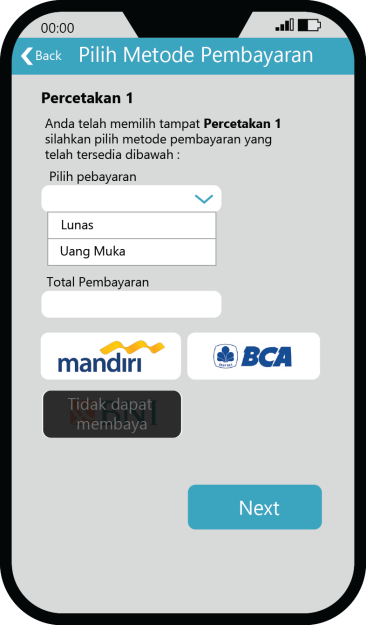 00:00
Back Pilih Metode Pembayaran
Percetakan 1
Anda telah memilih tampat Percetakan 1
silahkan pilih metode pembayaran yang
telah tersedia dibawah :
Pilih pebayaran
Lunas
Uang Muka
Total Pembayaran
mandiri BCA
BNI
Tidak dapat
membaya
Next